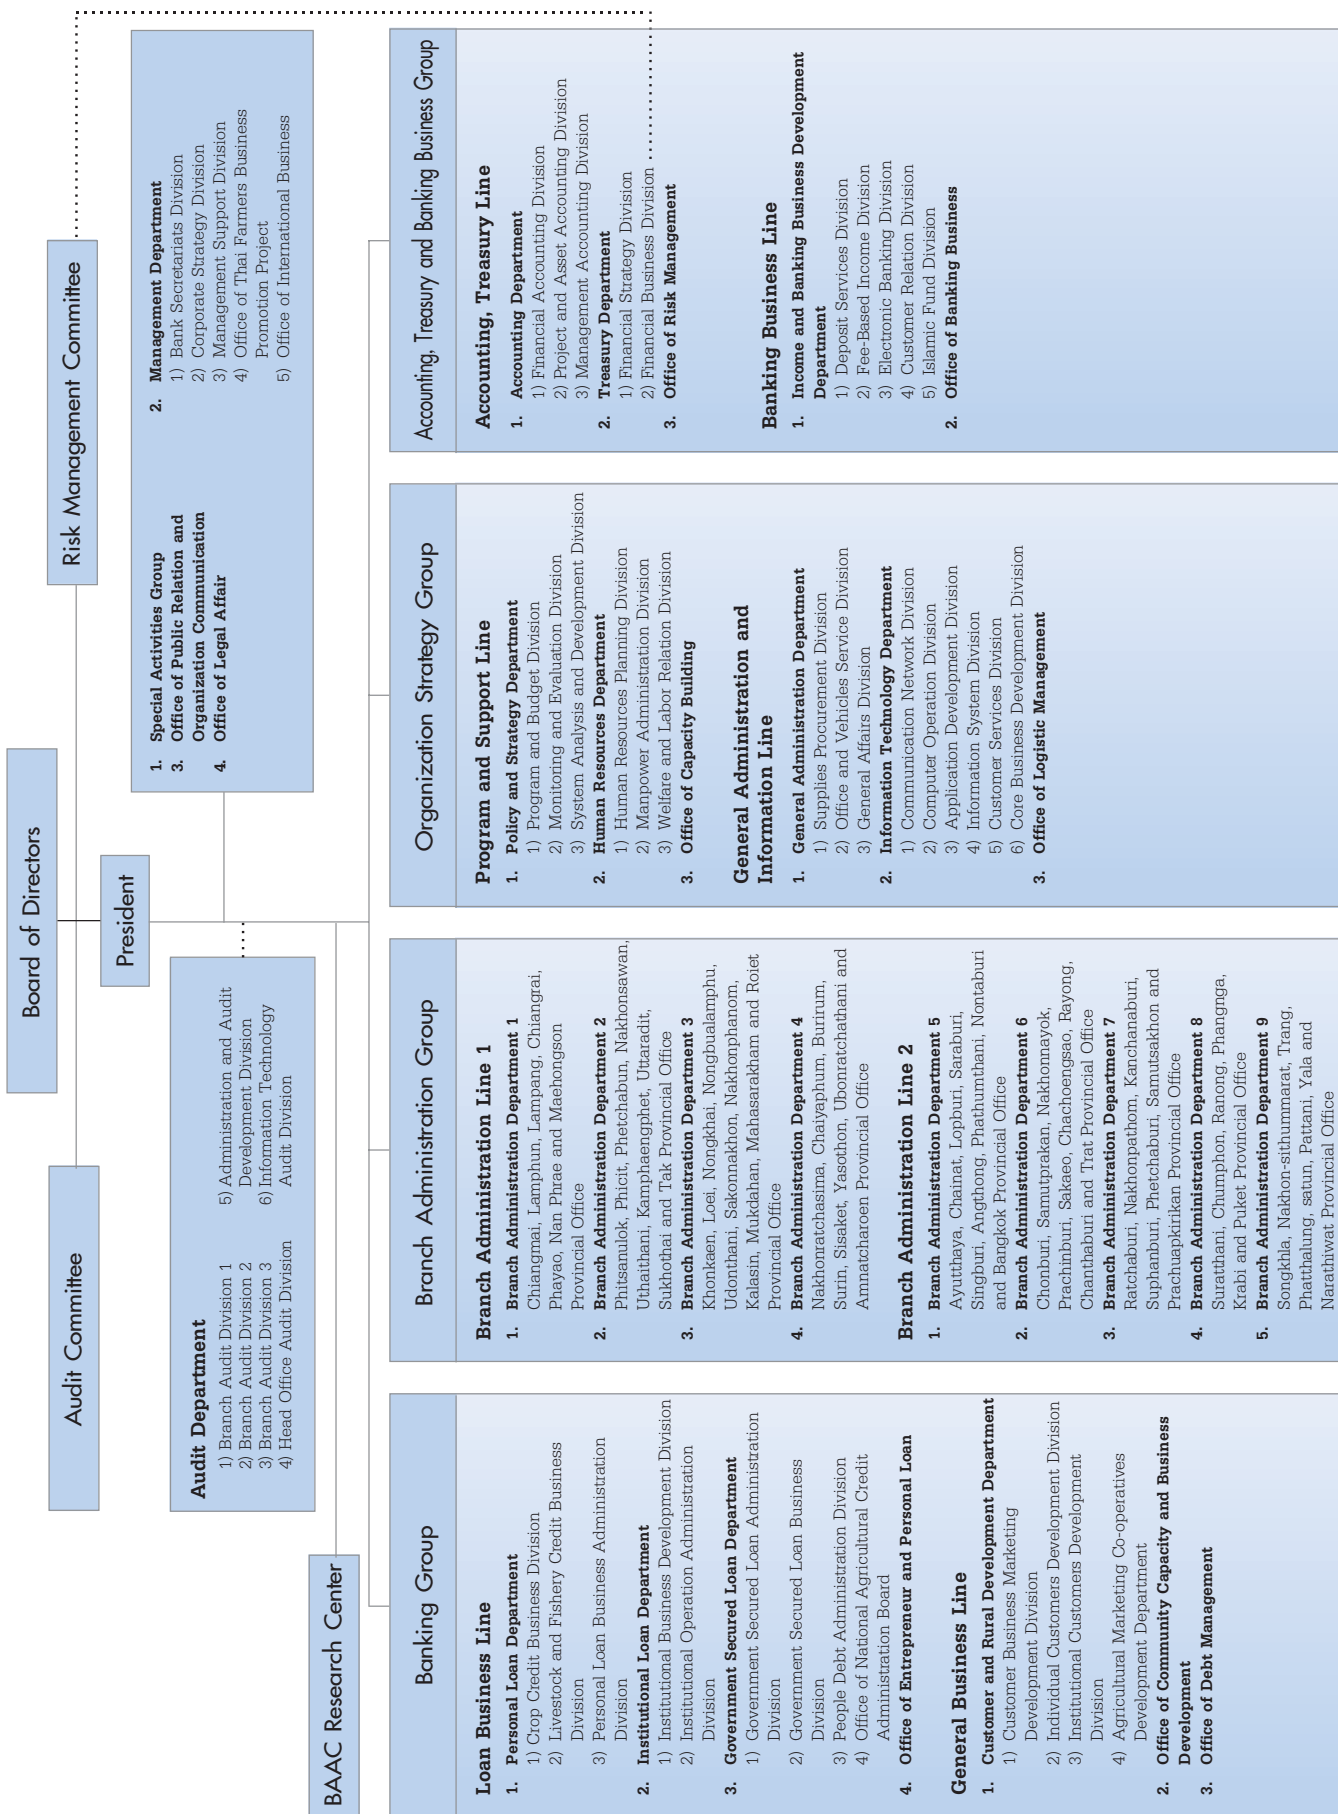 Board of Directors
Audit Committee
Risk Management Committee
President
BAAC Research Center
Audit Department
1) Branch Audit Division 1
2) Branch Audit Division 2
3) Branch Audit Division 3
4) Head Office Audit Division
5) Administration and Audit
Development Division
6) Information Technology
Audit Division
1. Special Activities Group
3. Office of Public Relation and
Organization Communication
4. Office of Legal Affair
2. Management Department
1) Bank Secretariats Division
2) Corporate Strategy Division
3) Management Support Division
4) Office of Thai Farmers Business
Promotion Project
5) Office of International Business
Banking Group
Loan Business Line
1. Personal Loan Department
1) Crop Credit Business Division
2) Livestock and Fishery Credit Business
Division
3) Personal Loan Business Administration
Division
2. Institutional Loan Department
1) Institutional Business Development Division
2) Institutional Operation Administration
Division
3. Government Secured Loan Department
1) Government Secured Loan Administration
Division
2) Government Secured Loan Business
Division
3) People Debt Administration Division
4) Office of National Agricultural Credit
Administration Board
4. Office of Entrepreneur and Personal Loan
General Business Line
1. Customer and Rural Development Department
1) Customer Business Marketing
Development Division
2) Individual Customers Development Division
3) Institutional Customers Development
Division
4) Agricultural Marketing Co-operatives
Development Department
2. Office of Community Capacity and Business
Development
3. Office of Debt Management
Branch Administration Group
Branch Administration Line 1
1. Branch Administration Department 1
Chiangmai, Lamphun, Lampang, Chiangrai,
Phayao, Nan Phrae and Maehongson
Provincial Office
2. Branch Administration Department 2
Phitsanulok, Phicit, Phetchabun, Nakhonsawan,
Uthaithani, Kamphaengphet, Uttaradit,
Sukhothai and Tak Provincial Office
3. Branch Administration Department 3
Khonkaen, Loei, Nongkhai, Nongbualamphu,
Udonthani, Sakonnakhon, Nakhonphanom,
Kalasin, Mukdahan, Mahasarakham and Roiet
Provincial Office
4. Branch Administration Department 4
Nakhonratchasima, Chaiyaphum, Burirum,
Surin, Sisaket, Yasothon, Ubonratchathani and
Amnatcharoen Provincial Office
Branch Administration Line 2
1. Branch Administration Department 5
Ayutthaya, Chainat, Lopburi, Saraburi,
Singburi, Angthong, Phathumthani, Nontaburi
and Bangkok Provincial Office
2. Branch Administration Department 6
Chonburi, Samutprakan, Nakhonnayok,
Prachinburi, Sakaeo, Chachoengsao, Rayong,
Chanthaburi and Trat Provincial Office
3. Branch Administration Department 7
Ratchaburi, Nakhonpathom, Kanchanaburi,
Suphanburi, Phetchaburi, Samutsakhon and
Prachuapkirikan Provincial Office
4. Branch Administration Department 8
Suratthani, Chumphon, Ranong, Phangnga,
Krabi and Puket Provincial Office
5. Branch Administration Department 9
Songkhla, Nakhon-sithummarat, Trang,
Phatthalung, satun, Pattani, Yala and
Narathiwat Provincial Office
Organization Strategy Group
Program and Support Line
1. Policy and Strategy Department
1) Program and Budget Division
2) Monitoring and Evaluation Division
3) System Analysis and Development Division
2. Human Resources Department
1) Human Resources Planning Division
2) Manpower Administration Division
3) Welfare and Labor Relation Division
3. Office of Capacity Building
General Administration and
Information Line
1. General Administration Department
1) Supplies Procurement Division
2) Office and Vehicles Service Division
3) General Affairs Division
2. Information Technology Department
1) Communication Network Division
2) Computer Operation Division
3) Application Development Division
4) Information System Division
5) Customer Services Division
6) Core Business Development Division
3. Office of Logistic Management
Accounting, Treasury and Banking Business Group
Accounting, Treasury Line
1. Accounting Department
1) Financial Accounting Division
2) Project and Asset Accounting Division
3) Management Accounting Division
2. Treasury Department
1) Financial Strategy Division
2) Financial Business Division
3. Office of Risk Management
Banking Business Line
1. Income and Banking Business Development
Department
1) Deposit Services Division
2) Fee-Based Income Division
3) Electronic Banking Division
4) Customer Relation Division
5) Islamic Fund Division
2. Office of Banking Business